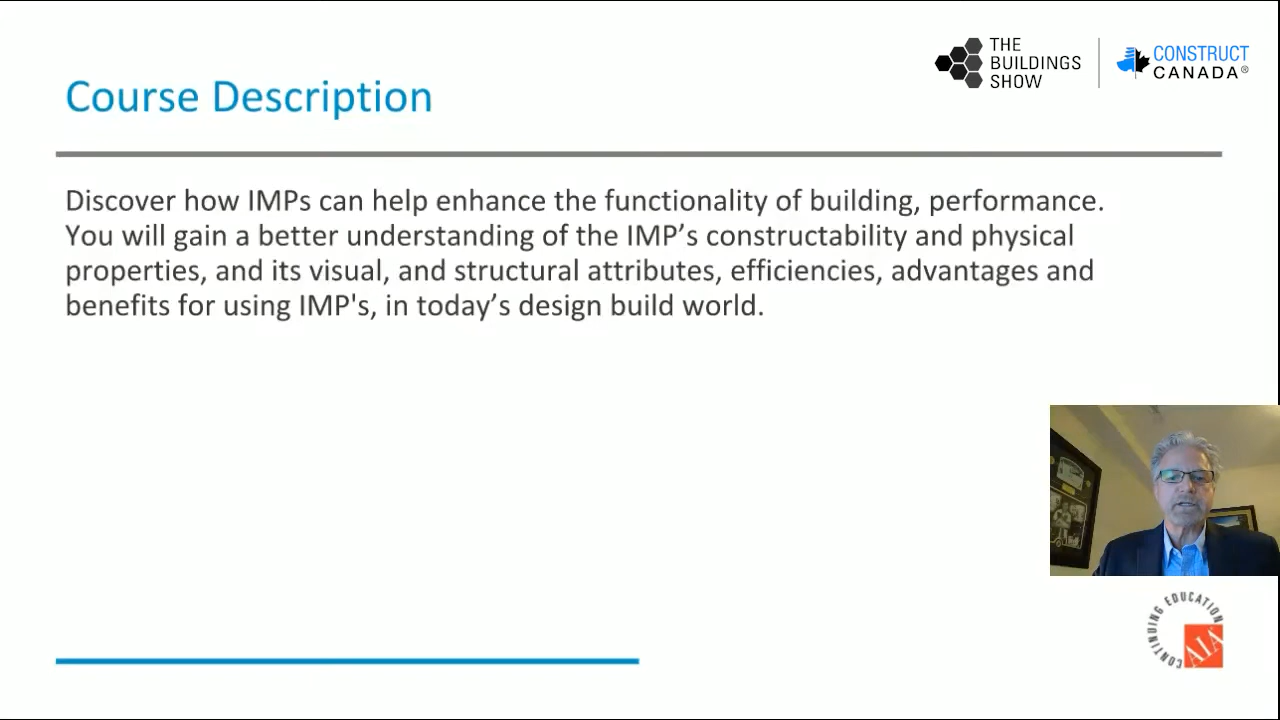 THE
BUILDINGS
SHOW
CONSTRUCT
CANADA®
Course Description
Discover how IMPs can help enhance the functionality of building, performance.
You will gain a better understanding of the IMP’s constructability and physical
properties, and its visual, and structural attributes, efficiencies, advantages and
benefits for using IMP's, in today’s design build world.
CONTINUING EDUCATION
AIA